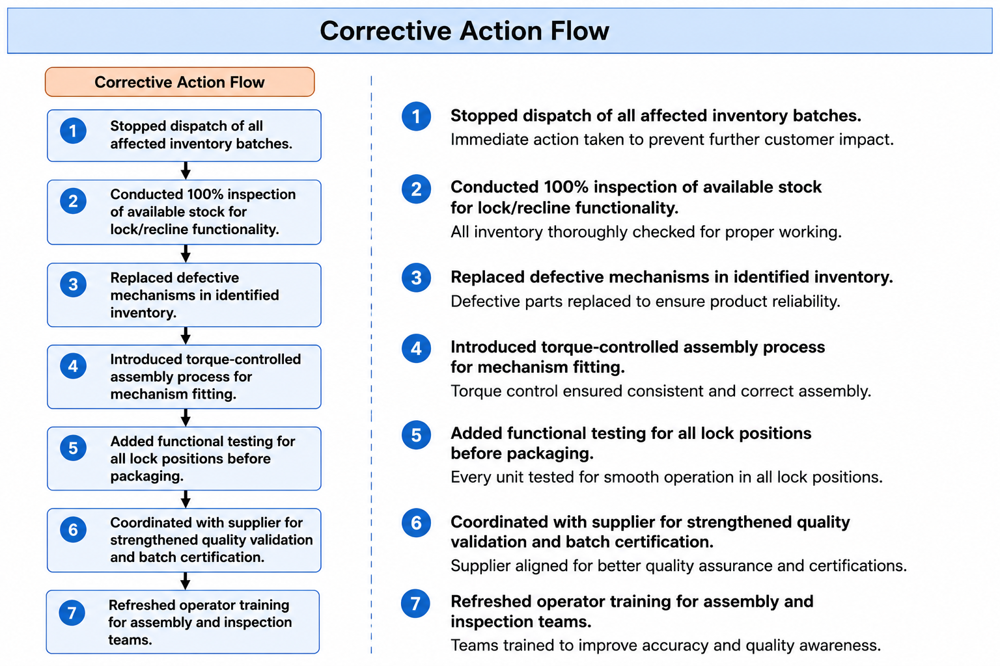 Corrective Action Flow
Corrective Action Flow
1
Stopped dispatch of all
affected inventory batches.
2
Conducted 100% inspection
of available stock for
lock/recline functionality.
3
Replaced defective
mechanisms in identified
inventory.
4
Introduced torque-controlled
assembly process for
mechanism fitting.
5
Added functional testing for
all lock positions before
packaging.
6
Coordinated with supplier for
strengthened quality validation
and batch certification.
7
Refreshed operator training
for assembly and inspection
teams.
1
Stopped dispatch of all affected inventory batches.
Immediate action taken to prevent further customer impact.
2
Conducted 100% inspection of available stock
for lock/recline functionality.
All inventory thoroughly checked for proper working.
3
Replaced defective mechanisms in identified inventory.
Defective parts replaced to ensure product reliability.
4
Introduced torque-controlled assembly process
for mechanism fitting.
Torque control ensured consistent and correct assembly.
5
Added functional testing for all lock positions
before packaging.
Every unit tested for smooth operation in all lock positions.
6
Coordinated with supplier for strengthened quality
validation and batch certification.
Supplier aligned for better quality assurance and certifications.
7
Refreshed operator training for assembly and
inspection teams.
Teams trained to improve accuracy and quality awareness.